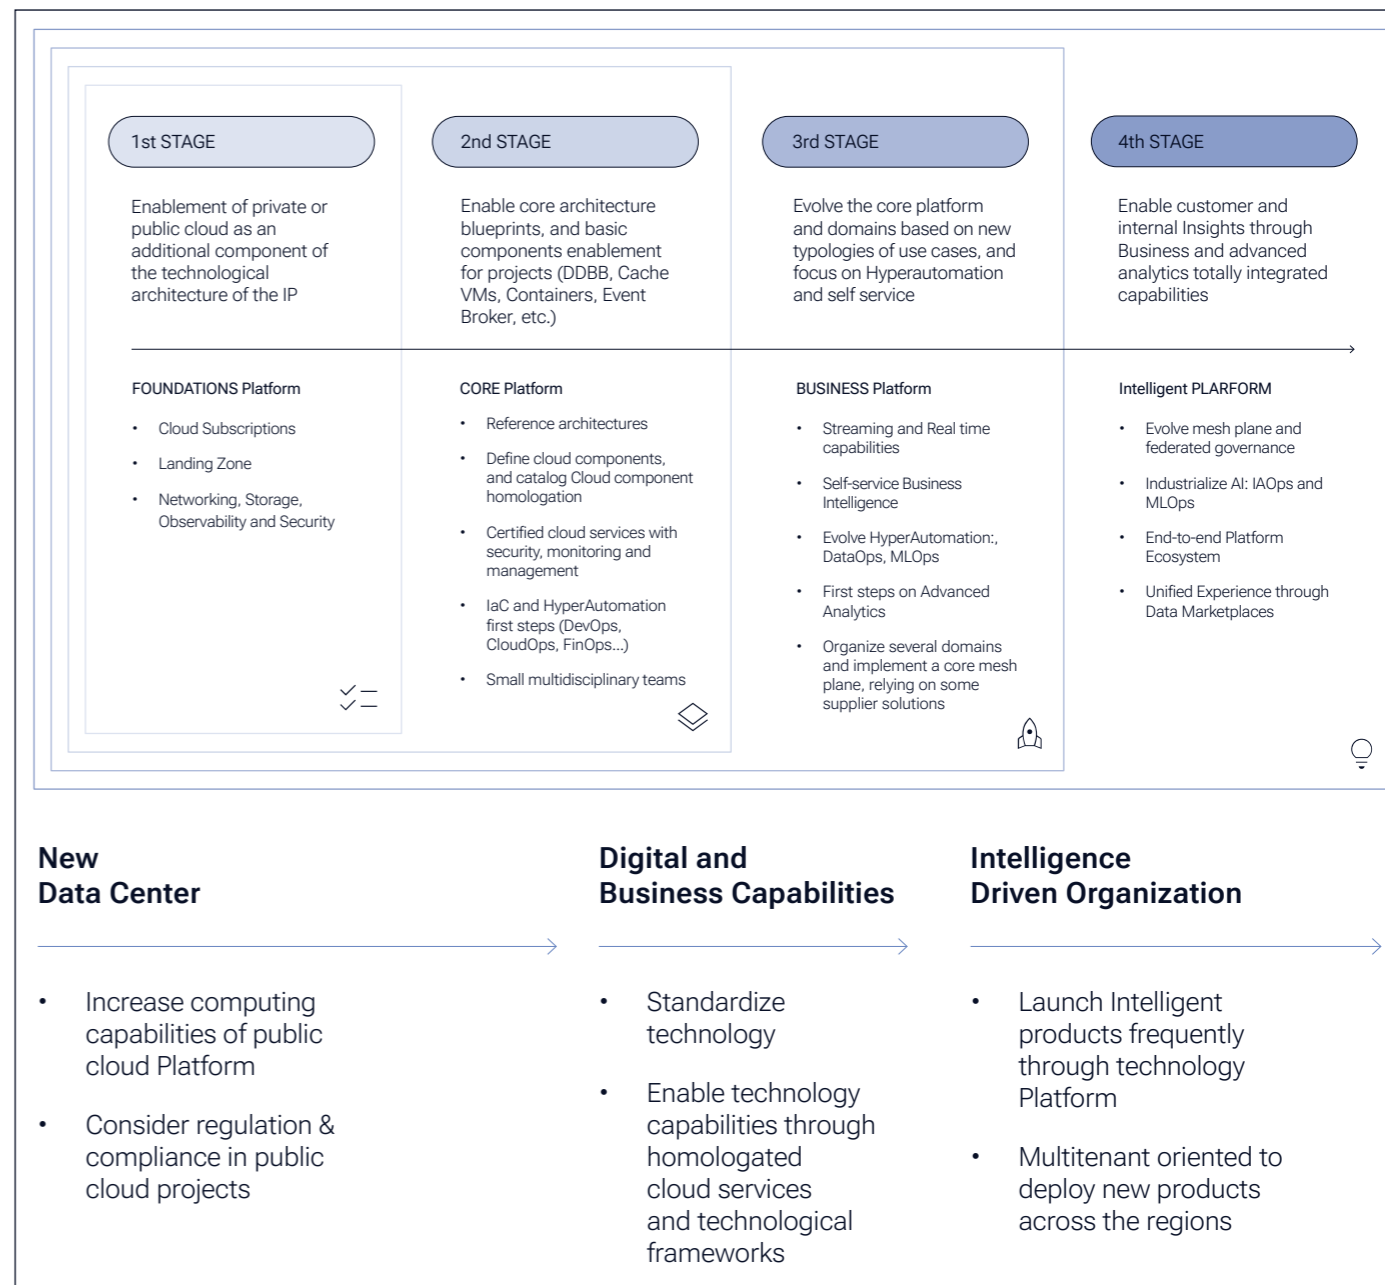 1st STAGE
Enablement of private or
public cloud as an
additional component of
the technological
architecture of the IP
FOUNDATIONS Platform
• Cloud Subscriptions
• Landing Zone
• Networking, Storage,
Observability and Security
2nd STAGE
Enable core architecture
blueprints, and basic
components enablement
for projects (DDBB, Cache
VMs, Containers, Event
Broker, etc.)
CORE Platform
• Reference architectures
• Define cloud components,
and catalog Cloud component
homologation
• Certified cloud services with
security, monitoring and
management
• IaC and HyperAutomation
first steps (DevOps,
CloudOps, FinOps...)
• Small multidisciplinary teams
3rd STAGE
Evolve the core platform
and domains based on new
typologies of use cases, and
focus on Hyperautomation
and self service
BUSINESS Platform
• Streaming and Real time
capabilities
• Self-service Business
Intelligence
• Evolve HyperAutomation:,
DataOps, MLOps
• First steps on Advanced
Analytics
• Organize several domains
and implement a core mesh
plane, relying on some
supplier solutions
4th STAGE
Enable customer and
internal Insights through
Business and advanced
analytics totally integrated
capabilities
Intelligent PLARFORM
• Evolve mesh plane and
federated governance
• Industrialize AI: IAOps and
MLOps
• End-to-end Platform
Ecosystem
• Unified Experience through
Data Marketplaces
New
Data Center
• Increase computing
capabilities of public
cloud Platform
• Consider regulation &
compliance in public
cloud projects
Digital and
Business Capabilities
• Standardize
technology
• Enable technology
capabilities through
homologated
cloud services
and technological
frameworks
Intelligence
Driven Organization
• Launch Intelligent
products frequently
through technology
Platform
• Multitenant oriented to
deploy new products
across the regions